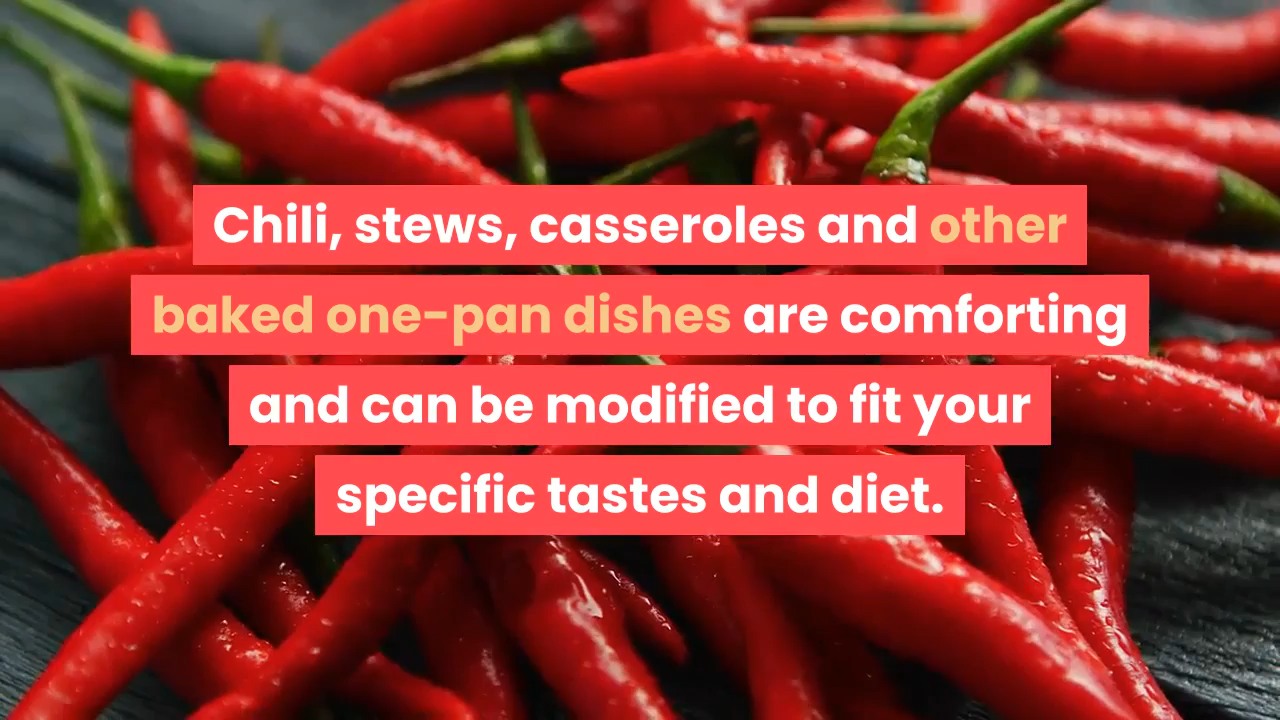 Chili, stews, casseroles and other
baked one-pan dishes are comforting
and can be modified to fit your
specific tastes and diet.